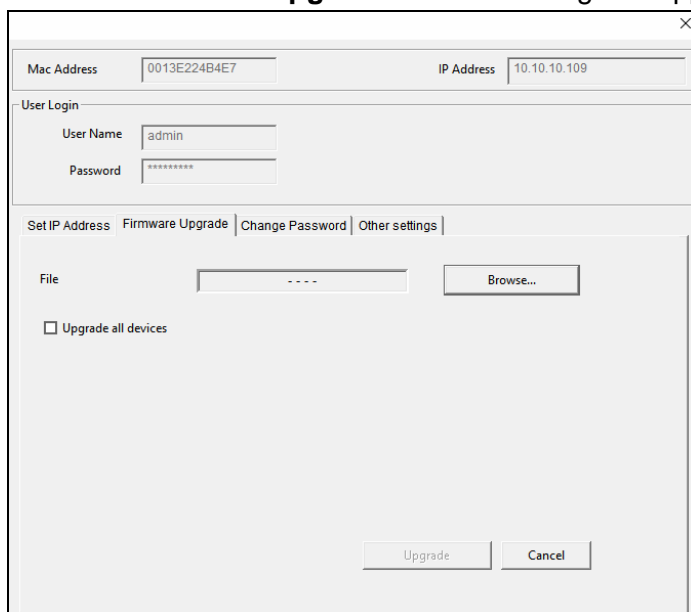 pg
×
Mac Address 0013E224B4E7 IP Address 10.10.10.109
User Login
User Name admin
Password *********
Set IP Address Firmware Upgrade Change Password Other settings
File ---- Browse...
Upgrade all devices
Upgrade Cancel